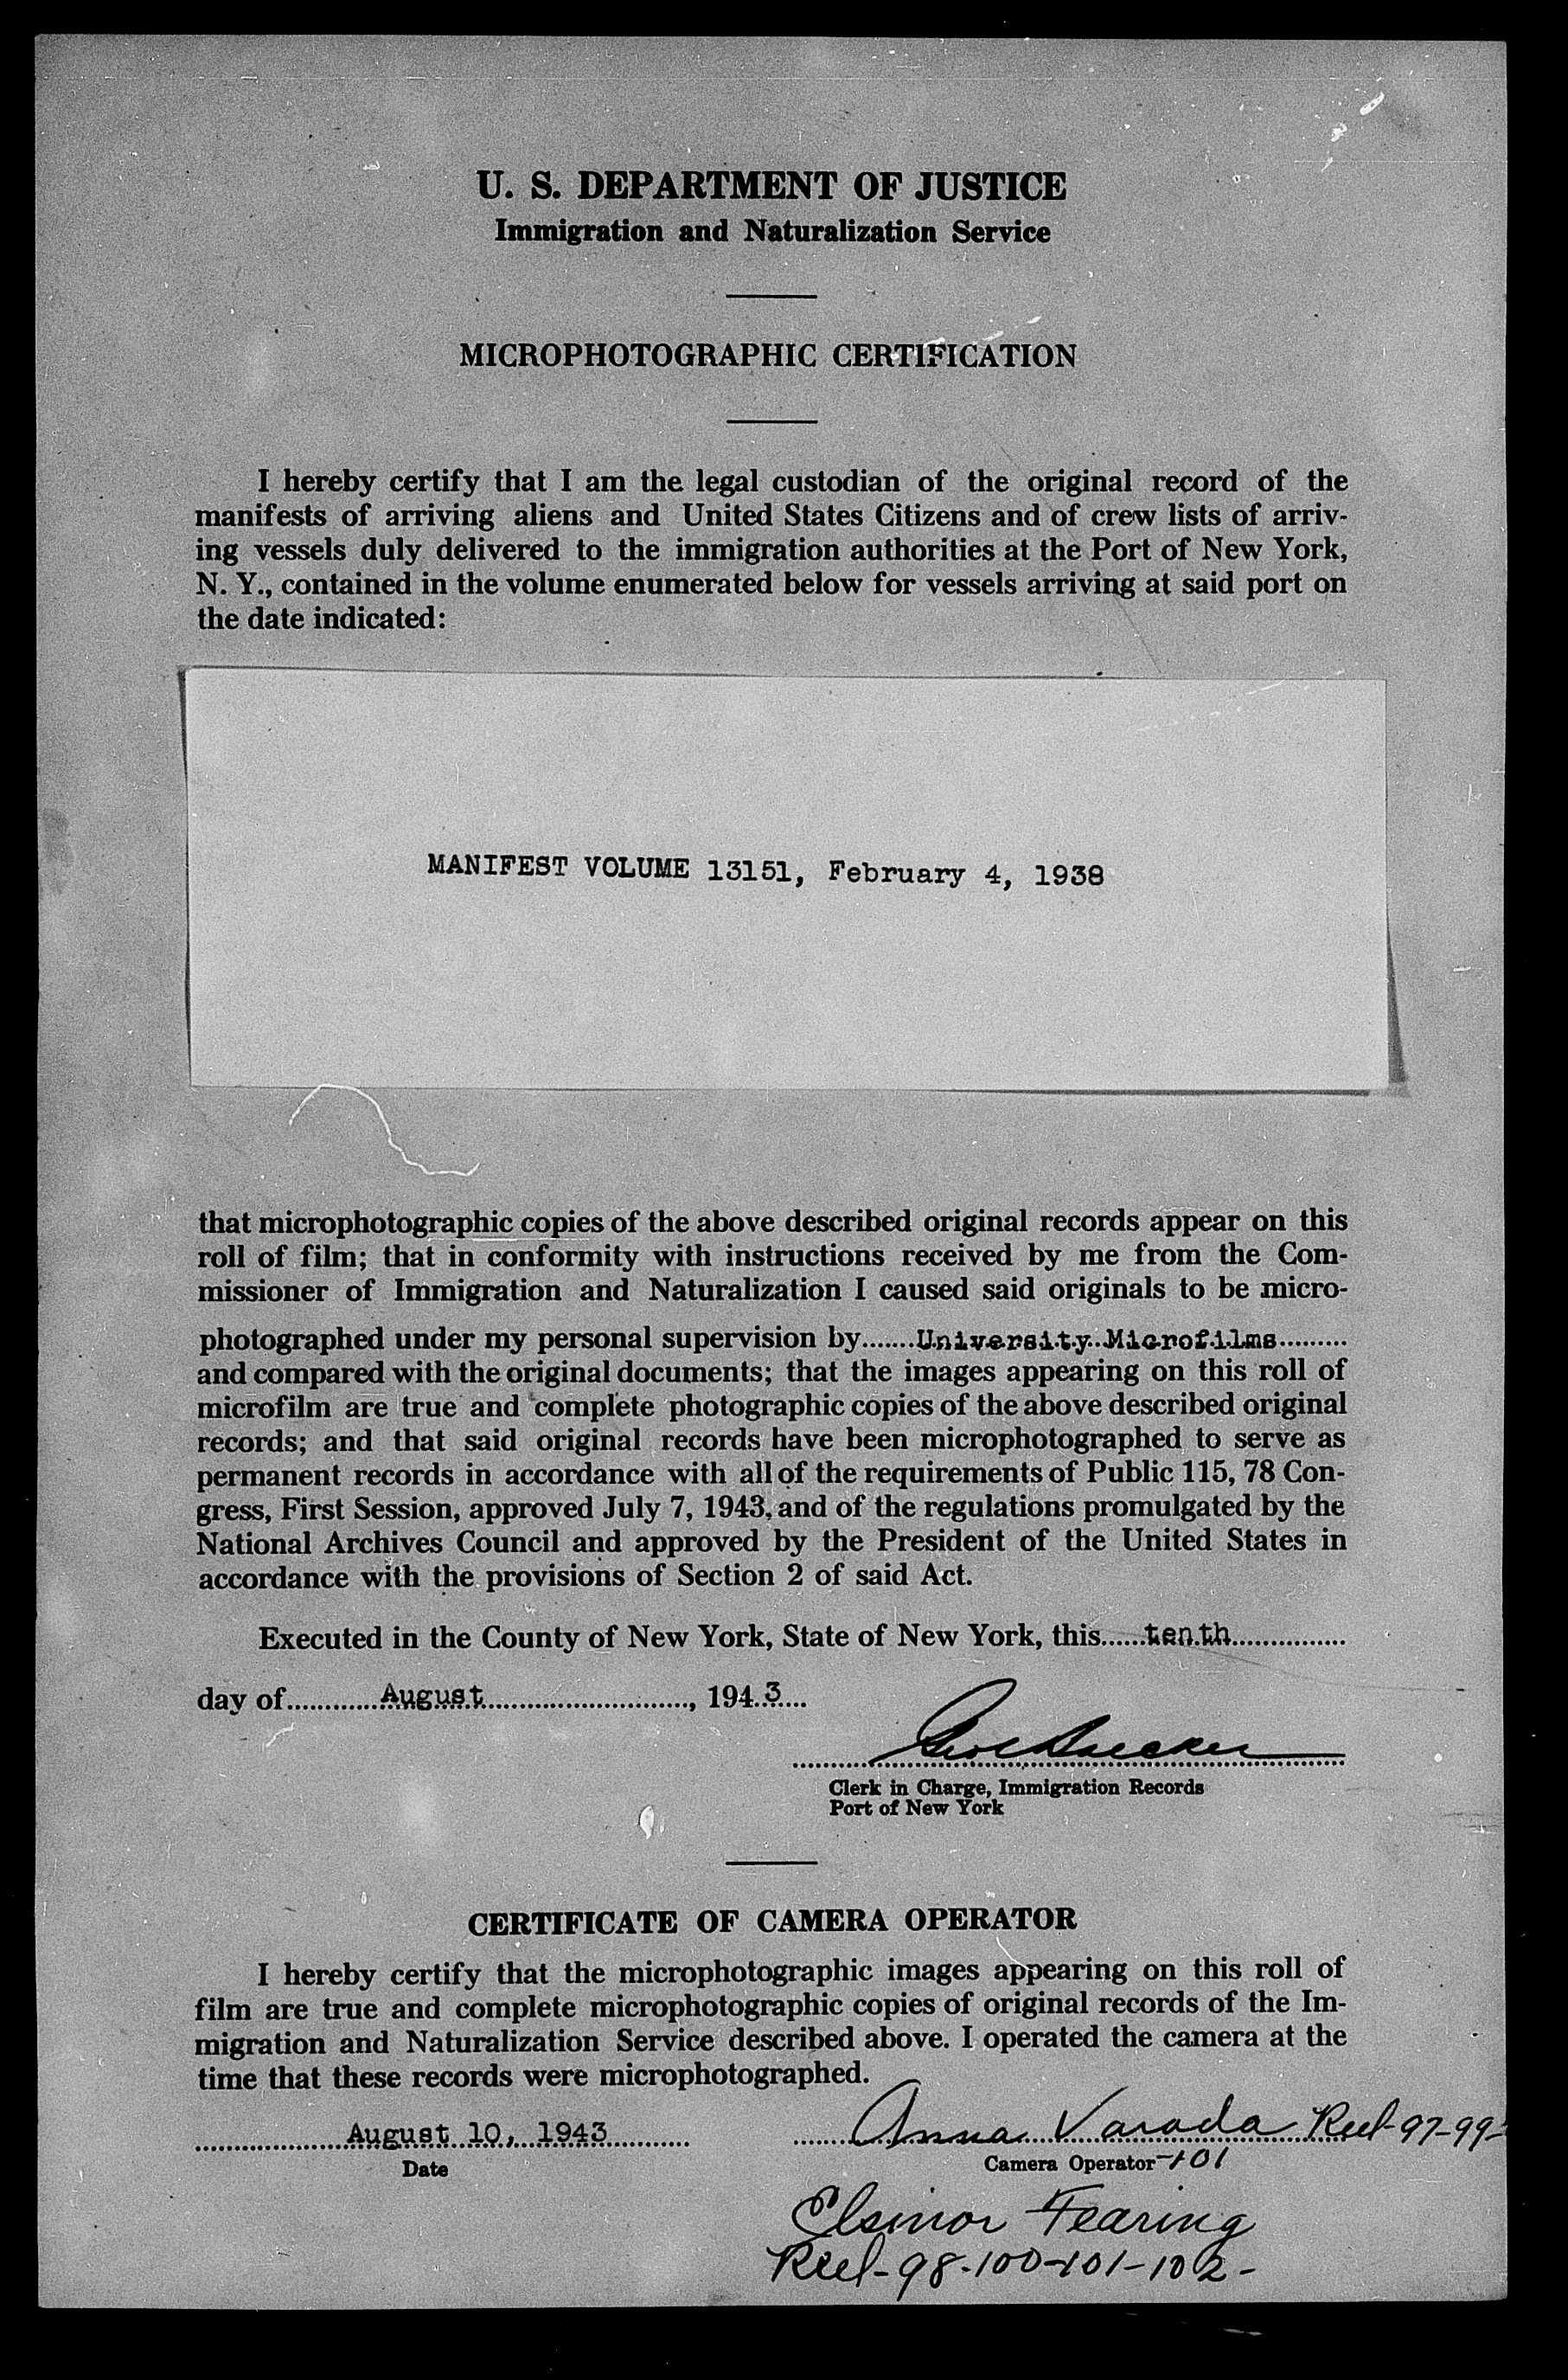 U. S. DEPARTMENT OF JUSTICE
Immigration and Naturalization Service
MICROPHOTOGRAPHIC CERTIFICATION
I hereby certify that I am the legal custodian of the original record of the
manifests of arriving aliens and United States Citizens and of crew lists of arriv-
ing vessels duly delivered to the immigration authorities at the Port of New York,
N. Y., contained in the volume enumerated below for vessels arriving at said port on
the date indicated:
MANIFEST VOLUME 13151, February 4, 1938
that microphotographic copies of the above described original records appear on this
roll of film; that in conformity with instructions received by me from the Com-
missioner of Immigration and Naturalization I caused said originals to be micro-
photographed under my personal supervision by University Microfilms
and compared with the original documents; that the images appearing on this roll of
microfilm are true and complete photographic copies of the above described original
records; and that said original records have been microphotographed to serve as
permanent records in accordance with all of the requirements of Public 115, 78 Con-
gress, First Session, approved July 7, 1943, and of the regulations promulgated by the
National Archives Council and approved by the President of the United States in
accordance with the provisions of Section 2 of said Act.
Executed in the County of New York, State of New York, this tenth
day of August, 1943
Clerk in Charge, Immigration Records
Port of New York
CERTIFICATE OF CAMERA OPERATOR
I hereby certify that the microphotographic images appearing on this roll of
film are true and complete microphotographic copies of original records of the Im-
migration and Naturalization Service described above. I operated the camera at the
time that these records were microphotographed.
August 10, 1943 Anna Varada Reel-97-99-
Date Camera Operator -101
Elsinor Fearing
Reel-98-100-101-102-